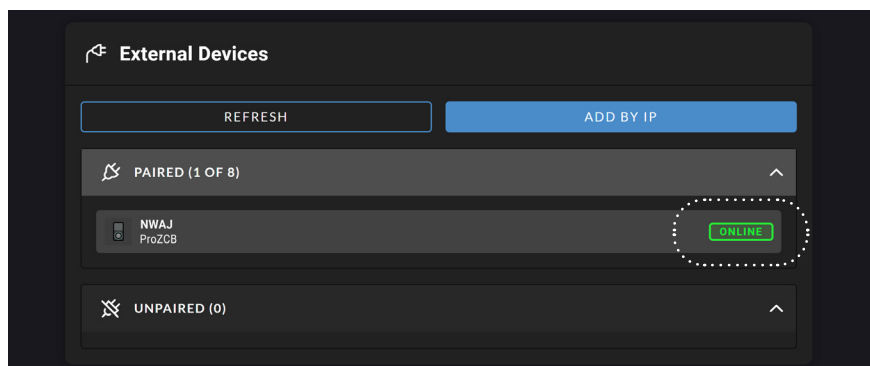 External Devices
REFRESH
ADD BY IP
PAIRED (1 OF 8)
NWAJ
ProZCB
ONLINE
UNPAIRED (0)